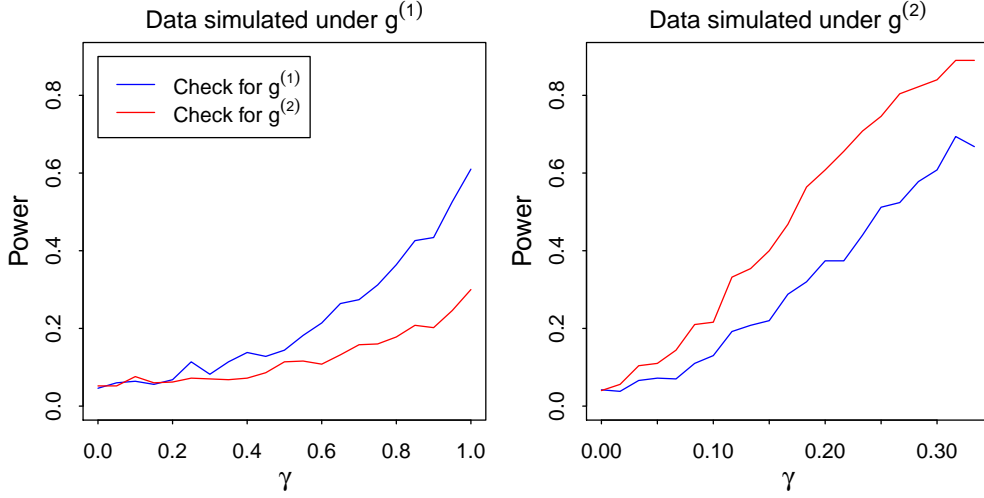 Data simulated under g^(1)
Check for g^(1)
Check for g^(2)
Power
0.0 0.2 0.4 0.6 0.8
0.0 0.2 0.4 0.6 0.8 1.0
γ
Data simulated under g^(2)
Power
0.0 0.2 0.4 0.6 0.8
0.00 0.10 0.20 0.30
γ